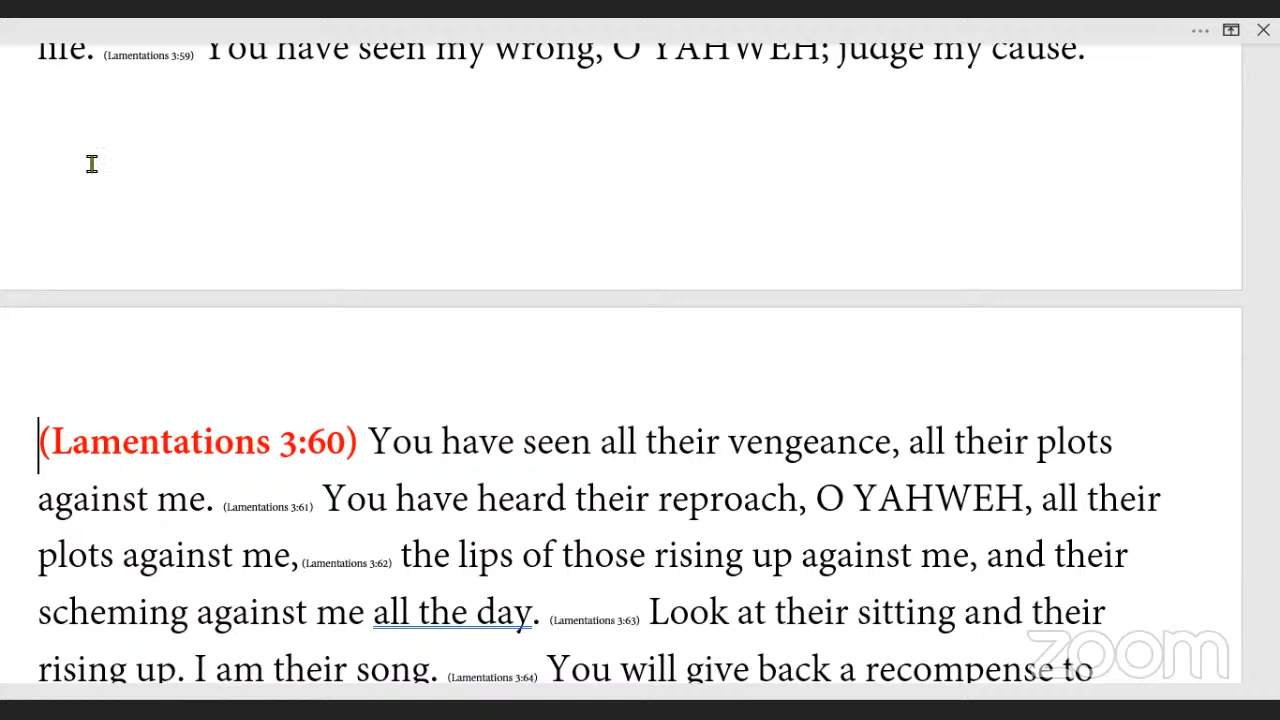 life. (Lamentations 3:59) You have seen my wrong, O YAHWEH; judge my cause.
(Lamentations 3:60) You have seen all their vengeance, all their plots
against me. (Lamentations 3:61) You have heard their reproach, O YAHWEH, all their
plots against me, (Lamentations 3:62) the lips of those rising up against me, and their
scheming against me all the day. (Lamentations 3:63) Look at their sitting and their
rising up. I am their song. (Lamentations 3:64) You will give back a recompense to
zoom